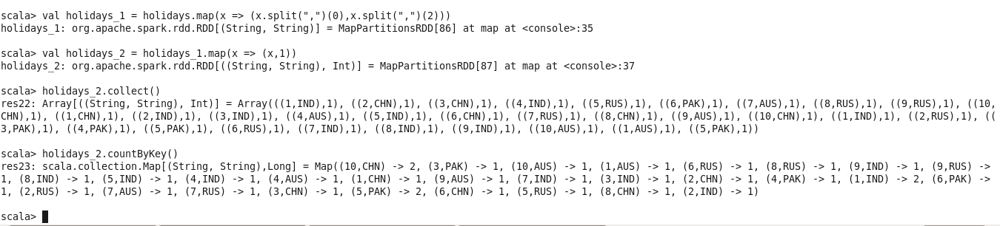 scala> val holidays_1 = holidays.map(x => (x.split(",")(0),x.split(",")(2)))
holidays_1: org.apache.spark.rdd.RDD[(String, String)] = MapPartitionsRDD[86] at map at <console>:35
scala> val holidays_2 = holidays_1.map(x => (x,1))
holidays_2: org.apache.spark.rdd.RDD[((String, String), Int)] = MapPartitionsRDD[87] at map at <console>:37
scala> holidays_2.collect()
res22: Array[((String, String), Int)] = Array(((1,IND),1), ((2,CHN),1), ((3,CHN),1), ((4,IND),1), ((5,RUS),1), ((6,PAK),1), ((7,AUS),1), ((8,RUS),1), ((9,RUS),1), ((10,
CHN),1), ((1,CHN),1), ((2,IND),1), ((3,IND),1), ((4,AUS),1), ((5,IND),1), ((6,CHN),1), ((7,RUS),1), ((8,CHN),1), ((9,AUS),1), ((10,CHN),1), ((1,IND),1), ((2,RUS),1), ((
3,PAK),1), ((4,PAK),1), ((5,PAK),1), ((6,RUS),1), ((7,IND),1), ((8,IND),1), ((9,IND),1), ((10,AUS),1), ((1,AUS),1), ((5,PAK),1))
scala> holidays_2.countByKey()
res23: scala.collection.Map[(String, String),Long] = Map((10,CHN) -> 2, (3,PAK) -> 1, (10,AUS) -> 1, (1,AUS) -> 1, (6,RUS) -> 1, (8,RUS) -> 1, (9,IND) -> 1, (9,RUS) ->
1, (8,IND) -> 1, (5,IND) -> 1, (4,IND) -> 1, (4,AUS) -> 1, (1,CHN) -> 1, (9,AUS) -> 1, (7,IND) -> 1, (3,IND) -> 1, (2,CHN) -> 1, (4,PAK) -> 1, (1,IND) -> 2, (6,PAK) ->
1, (2,RUS) -> 1, (7,AUS) -> 1, (7,RUS) -> 1, (3,CHN) -> 1, (5,PAK) -> 2, (6,CHN) -> 1, (5,RUS) -> 1, (8,CHN) -> 1, (2,IND) -> 1)
scala>